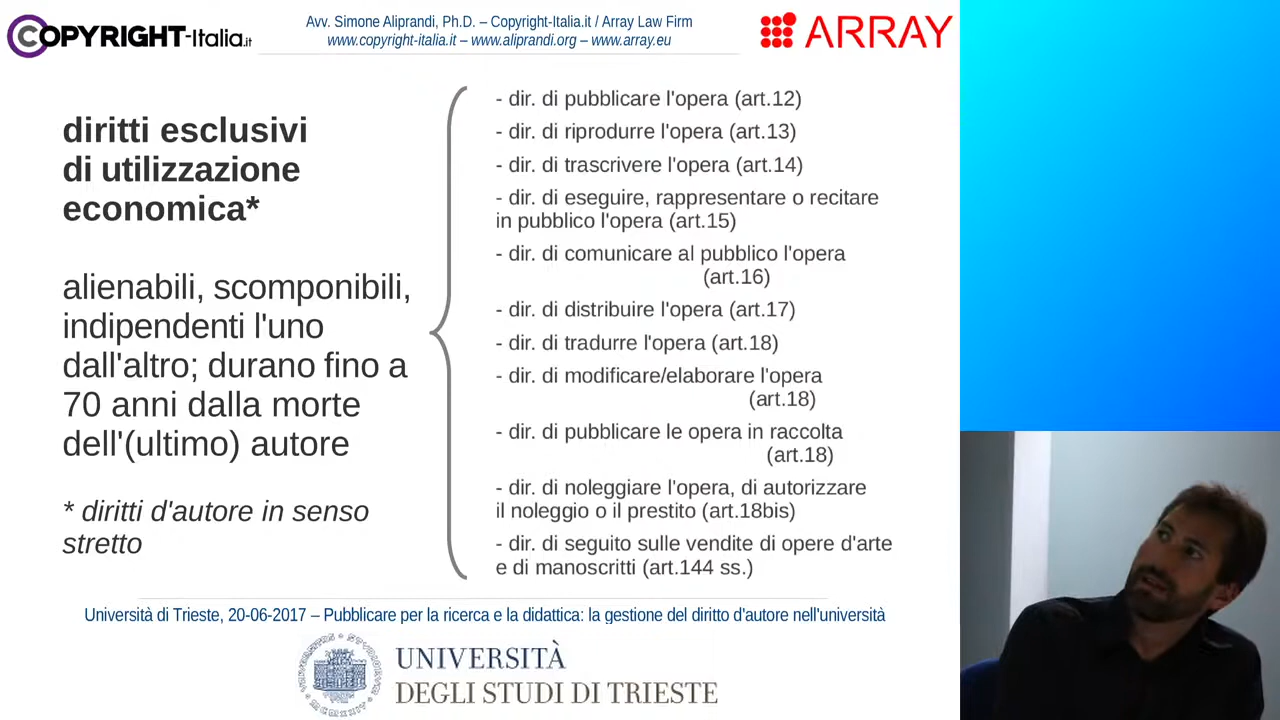 COPYRIGHT-Italia.it
Avv. Simone Aliprandi, Ph.D. – Copyright-Italia.it / Array Law Firm
www.copyright-italia.it – www.aliprandi.org – www.array.eu
ARRAY
diritti esclusivi
di utilizzazione
economica*
alienabili, scomponibili,
indipendenti l'uno
dall'altro; durano fino a
70 anni dalla morte
dell'(ultimo) autore
* diritti d'autore in senso
stretto
- dir. di pubblicare l'opera (art.12)
- dir. di riprodurre l'opera (art.13)
- dir. di trascrivere l'opera (art.14)
- dir. di eseguire, rappresentare o recitare
in pubblico l'opera (art.15)
- dir. di comunicare al pubblico l'opera
(art.16)
- dir. di distribuire l'opera (art.17)
- dir. di tradurre l'opera (art.18)
- dir. di modificare/elaborare l'opera
(art.18)
- dir. di pubblicare le opera in raccolta
(art.18)
- dir. di noleggiare l'opera, di autorizzare
il noleggio o il prestito (art.18bis)
- dir. di seguito sulle vendite di opere d'arte
e di manoscritti (art.144 ss.)
Università di Trieste, 20-06-2017 – Pubblicare per la ricerca e la didattica: la gestione del diritto d'autore nell'università
UNIVERSITÀ
DEGLI STUDI DI TRIESTE